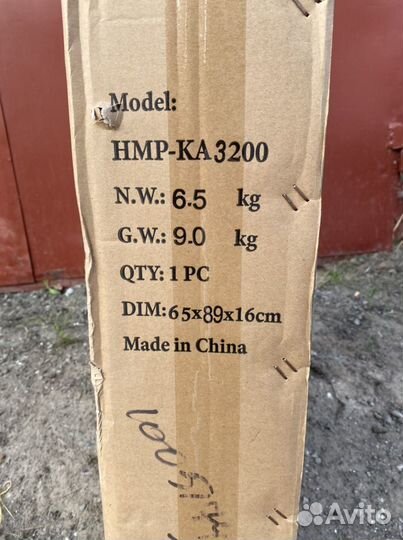 Model:
HMP-KA3200
N.W.: 6.5 kg
G.W.: 9.0 kg
QTY: 1 PC
DIM:65x89x16cm
Made in China
Avito